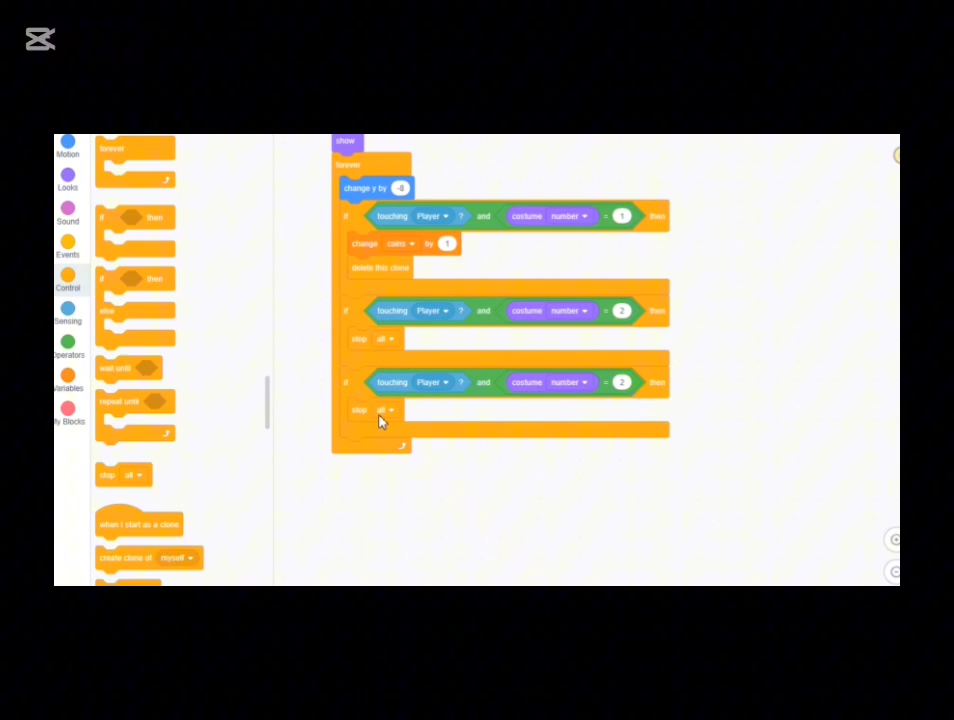 Motion
Looks
Sound
Events
Control
Sensing
Operators
Variables
My Blocks
forever
if then
if then
else
wait until
repeat until
stop all
when I start as a clone
create clone of myself
show
forever
change y by -8
if touching Player ? and costume number = 1 then
change coins by 1
delete this clone
if touching Player ? and costume number = 2 then
stop all
if touching Player ? and costume number = 2 then
stop all